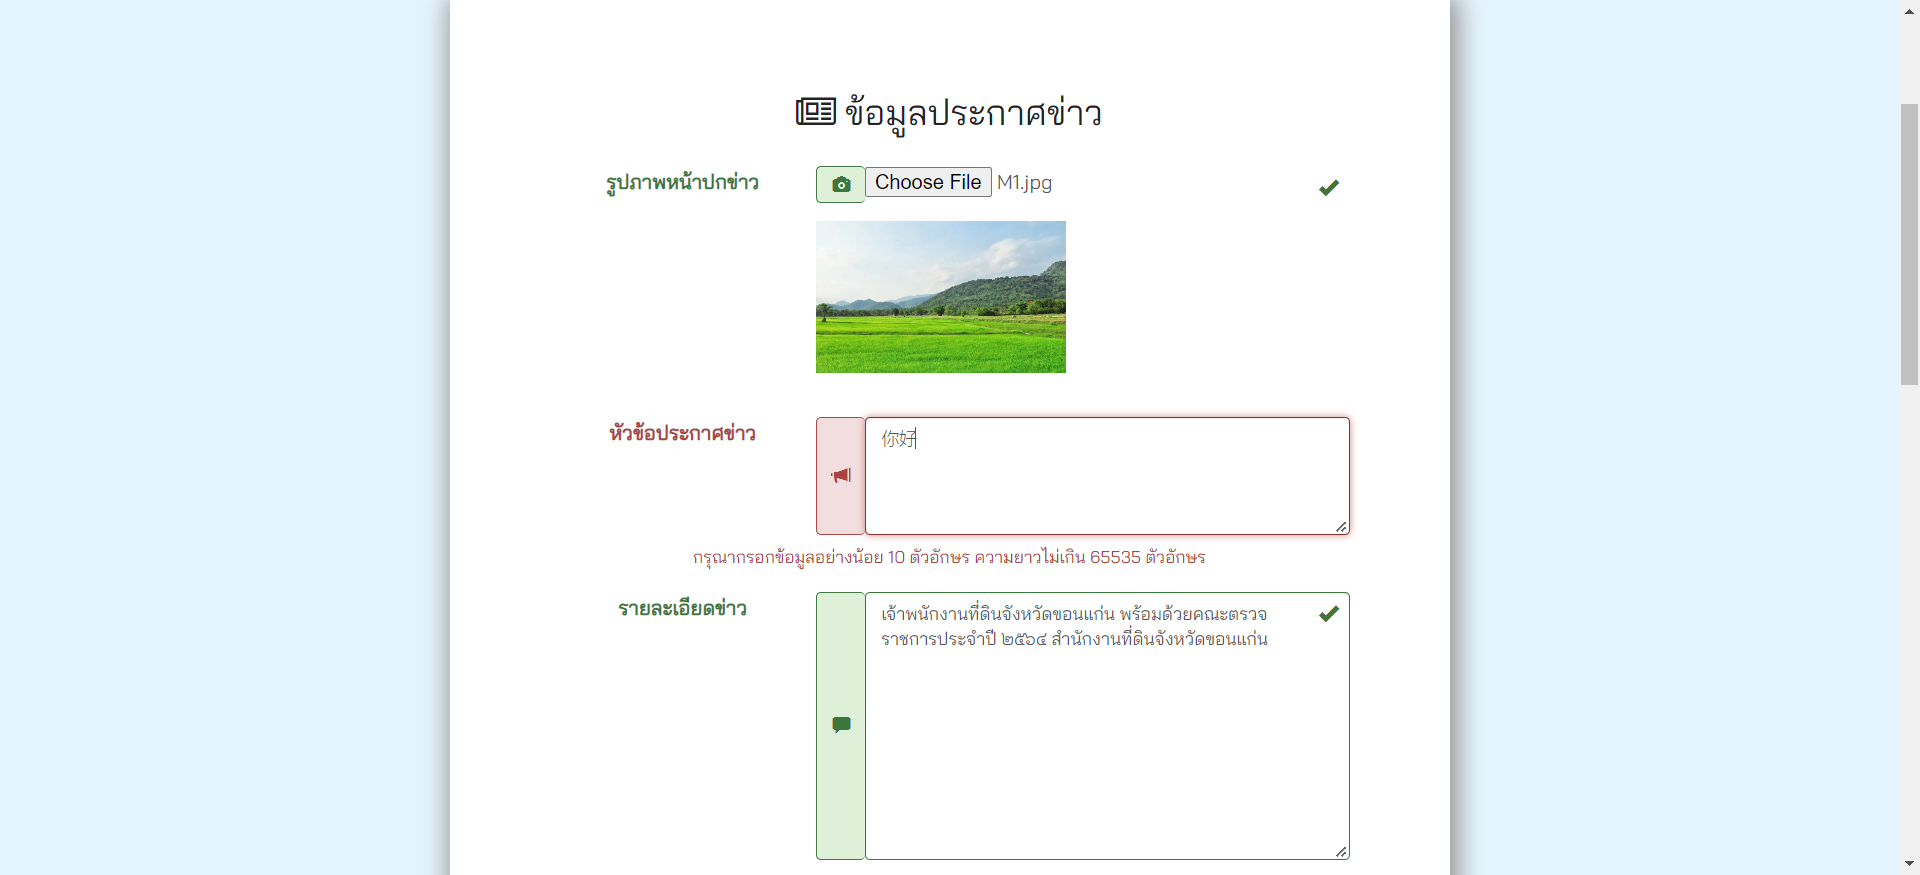 ข้อมูลประกาศข่าว
รูปภาพหน้าปกข่าว
Choose File M1.jpg
หัวข้อประกาศข่าว
你好
กรุณากรอกข้อมูลอย่างน้อย 10 ตัวอักษร ความยาวไม่เกิน 65535 ตัวอักษร
รายละเอียดข่าว
เจ้าพนักงานที่ดินจังหวัดขอนแก่น พร้อมด้วยคณะตรวจ
ราชการประจำปี ๒๕๖๔ สำนักงานที่ดินจังหวัดขอนแก่น